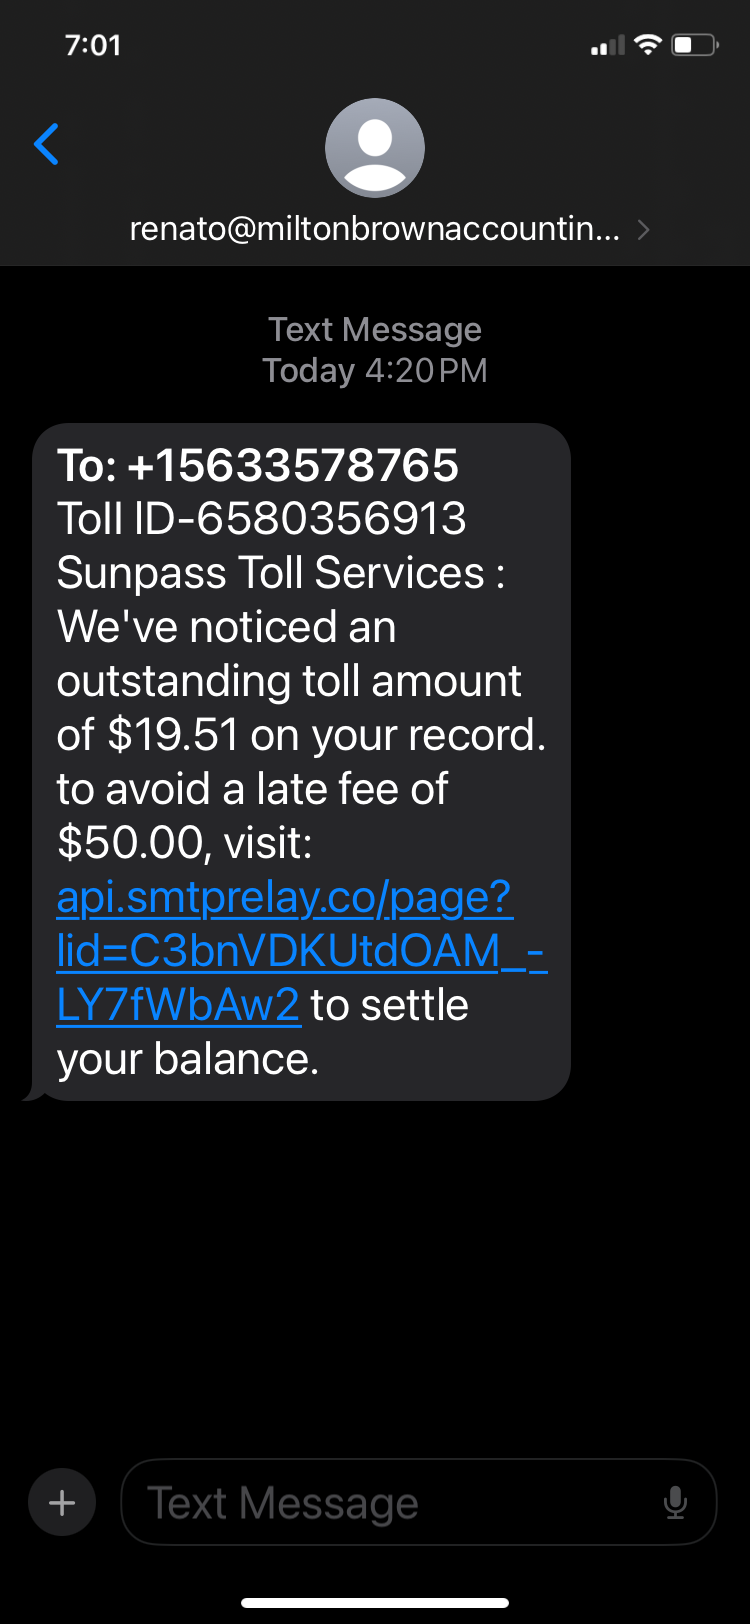 7:01
renato@miltonbrownaccountin...
Text Message
Today 4:20 PM
To: +15633578765
Toll ID-6580356913
Sunpass Toll Services :
We've noticed an
outstanding toll amount
of $19.51 on your record.
to avoid a late fee of
$50.00, visit:
api.smtprelay.co/page?
lid=C3bnVDKUtdOAM_-
LY7fWbAw2 to settle
your balance.
Text Message